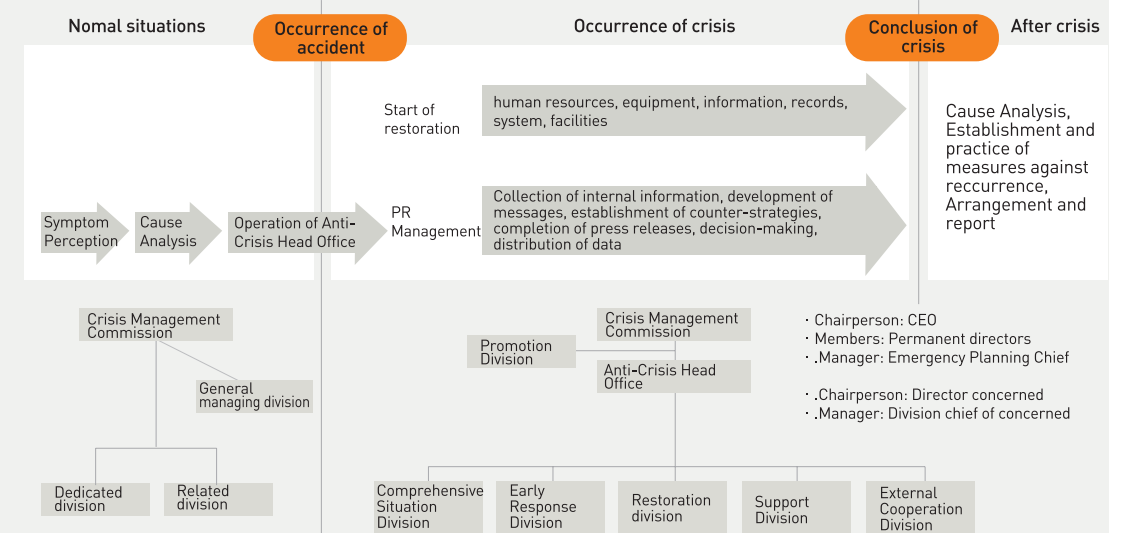 Nomal situations
Occurrence of
accident
Occurrence of crisis
Conclusion of
crisis
After crisis
Start of
restoration
human resources, equipment, information, records,
system, facilities
Cause Analysis,
Establishment and
practice of
measures against
reccurrence,
Arrangement and
report
Symptom
Perception
Cause
Analysis
Operation of Anti-
Crisis Head Office
PR
Management
Collection of internal information, development of
messages, establishment of counter-strategies,
completion of press releases, decision-making,
distribution of data
Crisis Management
Commission
General
managing division
Dedicated
division
Related
division
Crisis Management
Commission
Promotion
Division
Anti-Crisis Head
Office
· Chairperson: CEO
· Members: Permanent directors
· .Manager: Emergency Planning Chief
· .Chairperson: Director concerned
· .Manager: Division chief of concerned
Comprehensive
Situation
Division
Early
Response
Division
Restoration
division
Support
Division
External
Cooperation
Division